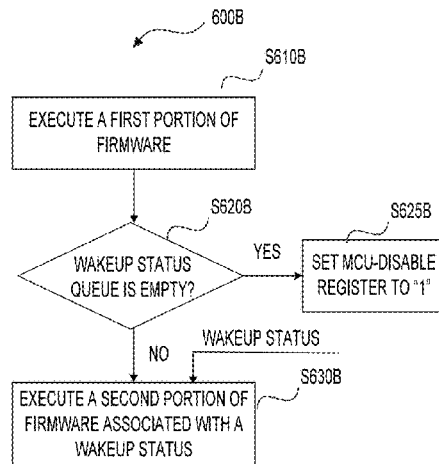 600B
S610B
EXECUTE A FIRST PORTION OF
FIRMWARE
S620B
WAKEUP STATUS
QUEUE IS EMPTY?
YES
S625B
SET MCU-DISABLE
REGISTER TO "1"
NO
WAKEUP STATUS
S630B
EXECUTE A SECOND PORTION OF
FIRMWARE ASSOCIATED WITH A
WAKEUP STATUS